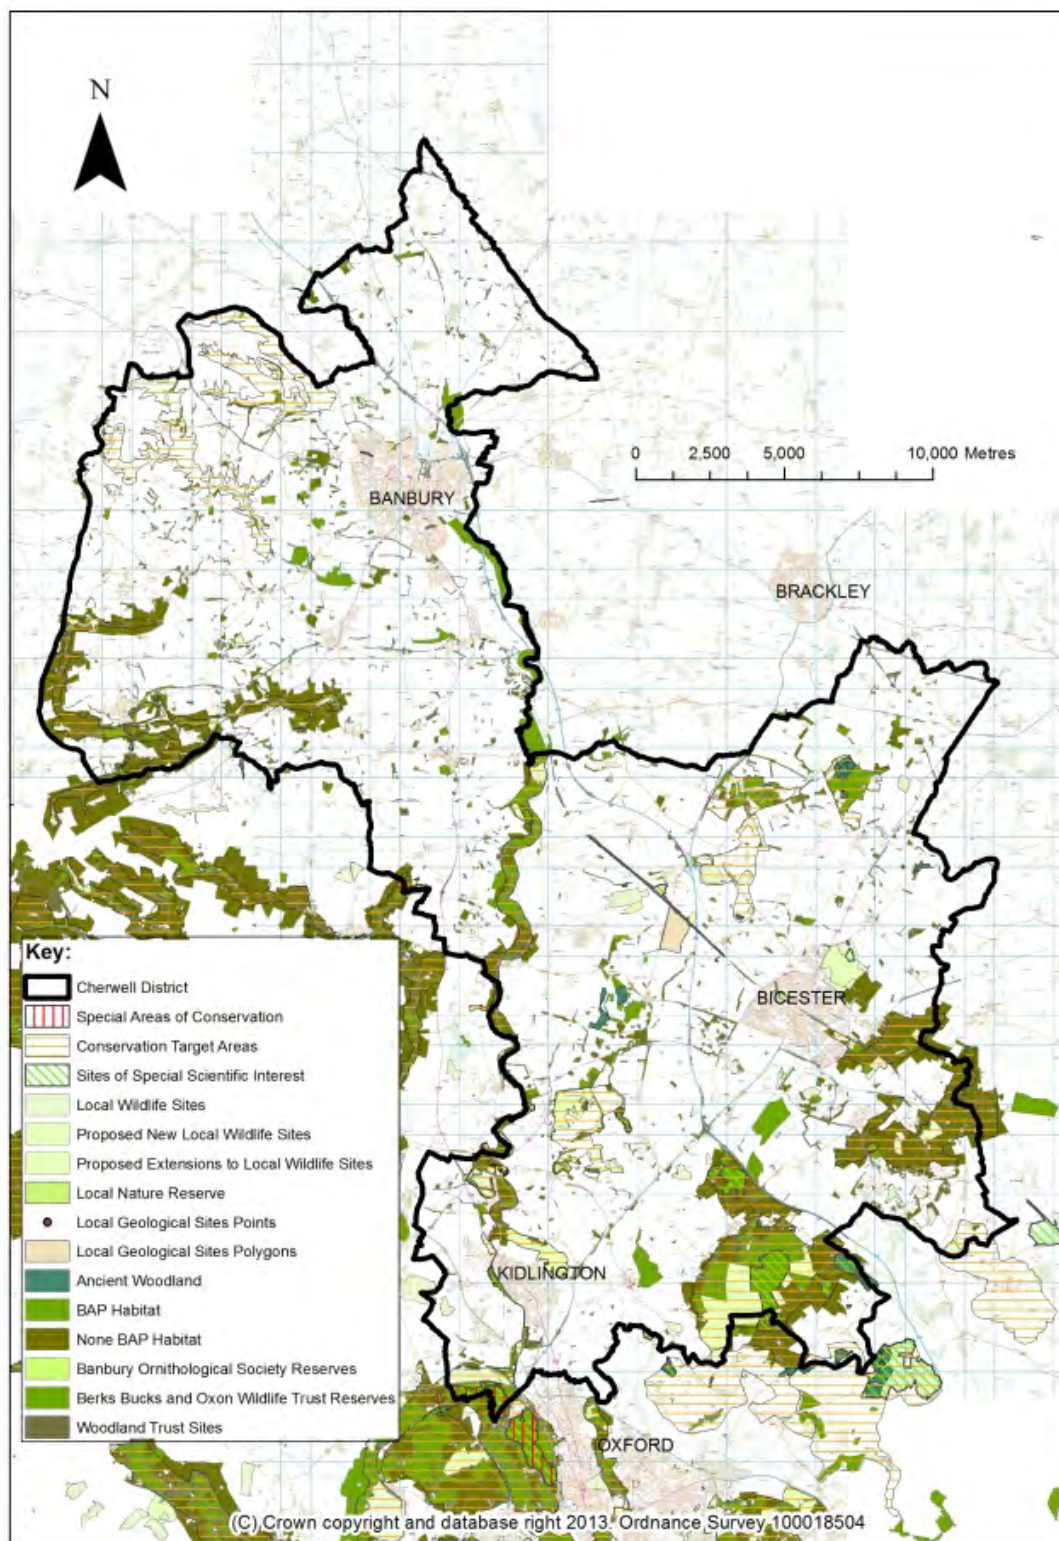 N
0 2,500 5,000 10,000 Metres
BANBURY
BRACKLEY
BICESTER
KIDLINGTON
OXFORD
Key:
Cherwell District
Special Areas of Conservation
Conservation Target Areas
Sites of Special Scientific Interest
Local Wildlife Sites
Proposed New Local Wildlife Sites
Proposed Extensions to Local Wildlife Sites
Local Nature Reserve
Local Geological Sites Points
Local Geological Sites Polygons
Ancient Woodland
BAP Habitat
None BAP Habitat
Banbury Ornithological Society Reserves
Berks Bucks and Oxon Wildlife Trust Reserves
Woodland Trust Sites
(C) Crown copyright and database right 2013. Ordnance Survey 100018504